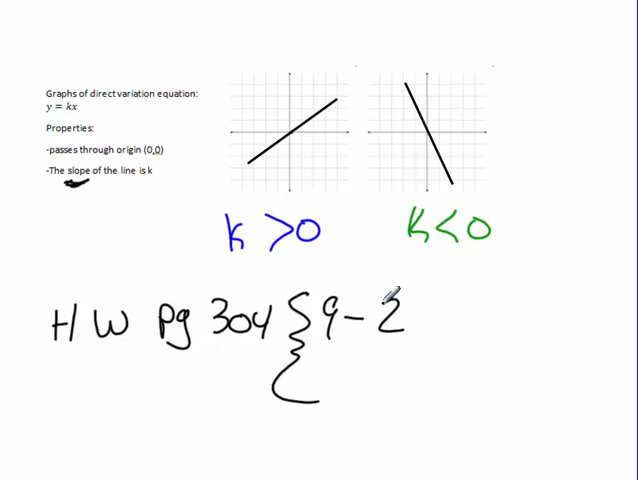 Graphs of direct variation equation:
y = kx
Properties:
-passes through origin (0,0)
-The slope of the line is k
k >0
k <0
HW pg 304 { 9-2